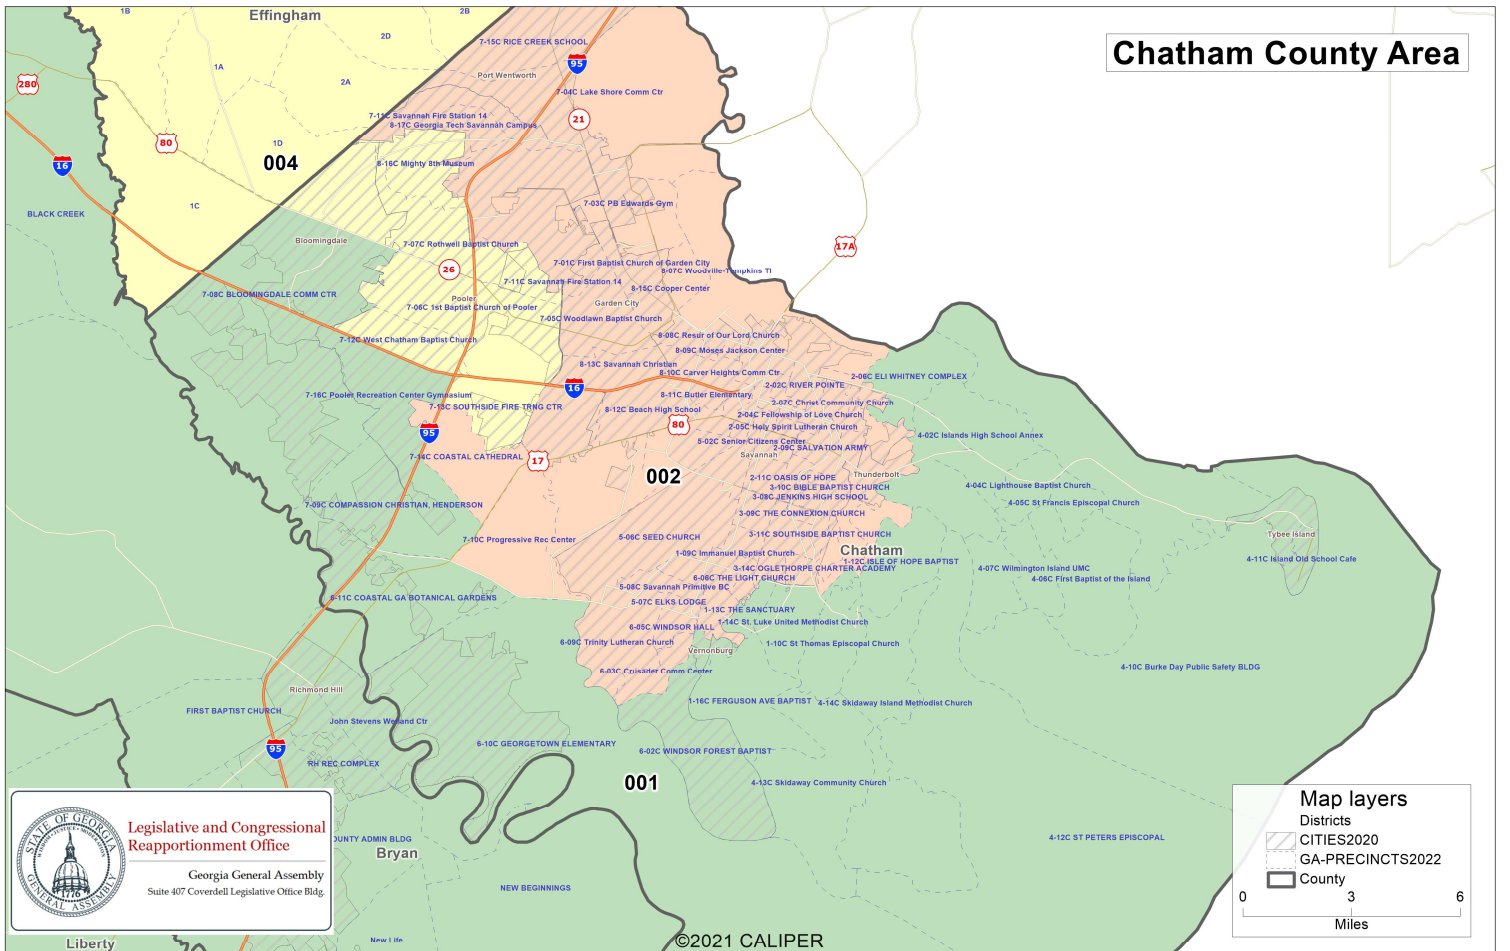 1B
Effingham
2B
2D
7-15C RICE CREEK SCHOOL
Chatham County Area
95
1A
Port Wentworth
280
2A
7-04C Lake Shore Comm Ctr
7-11C Savannah Fire Station 14
21
8-17C Georgia Tech Savannah Campus
80
1D
16
004
8-16C Mighty 8th Museum
1C
7-03C PB Edwards Gym
BLACK CREEK
Bloomingdale
7-07C Rothwell Baptist Church
17A
26
7-01C First Baptist Church of Garden City
8-07C Woodville-Tompkins TI
7-11C Savannah Fire Station 14
8-15C Cooper Center
7-08C BLOOMINGDALE COMM CTR
Pooler
Garden City
7-06C 1st Baptist Church of Pooler
7-05C Woodlawn Baptist Church
7-12C West Chatham Baptist Church
8-08C Resur of Our Lord Church
8-09C Moses Jackson Center
8-13C Savannah Christian
8-10C Carver Heights Comm Ctr
2-06C ELI WHITNEY COMPLEX
16
2-02C RIVER POINTE
7-16C Pooler Recreation Center Gymnasium
8-11C Butler Elementary
7-13C SOUTHSIDE FIRE TRNG CTR
2-07C Christ Community Church
8-12C Beach High School
2-04C Fellowship of Love Church
80
2-05C Holy Spirit Lutheran Church
95
4-02C Islands High School Annex
5-02C Senior Citizens Center
2-09C SALVATION ARMY
7-14C COASTAL CATHEDRAL
17
Savannah
002
Thunderbolt
2-11C OASIS OF HOPE
4-04C Lighthouse Baptist Church
3-10C BIBLE BAPTIST CHURCH
3-08C JENKINS HIGH SCHOOL
4-05C St Francis Episcopal Church
7-09C COMPASSION CHRISTIAN, HENDERSON
3-09C THE CONNEXION CHURCH
3-11C SOUTHSIDE BAPTIST CHURCH
Tybee Island
5-06C SEED CHURCH
7-10C Progressive Rec Center
Chatham
1-09C Immanuel Baptist Church
1-12C ISLE OF HOPE BAPTIST
4-11C Island Old School Cafe
3-14C OGLETHORPE CHARTER ACADEMY
4-07C Wilmington Island UMC
6-06C THE LIGHT CHURCH
4-06C First Baptist of the Island
5-08C Savannah Primitive BC
6-11C COASTAL GA BOTANICAL GARDENS
5-07C ELKS LODGE
1-13C THE SANCTUARY
1-14C St. Luke United Methodist Church
6-05C WINDSOR HALL
6-09C Trinity Lutheran Church
1-10C St Thomas Episcopal Church
Vernonburg
4-10C Burke Day Public Safety BLDG
6-03C Crusader Comm Center
Richmond Hill
1-16C FERGUSON AVE BAPTIST
4-14C Skidaway Island Methodist Church
FIRST BAPTIST CHURCH
John Stevens Wetland Ctr
95
6-10C GEORGETOWN ELEMENTARY
6-02C WINDSOR FOREST BAPTIST
RH REC COMPLEX
001
4-13C Skidaway Community Church
STATE OF GEORGIA
WISDOM JUSTICE MODERATION
1776
GENERAL ASSEMBLY
Legislative and Congressional
Reapportionment Office
Georgia General Assembly
Suite 407 Coverdell Legislative Office Bldg.
OUNTY ADMIN BLDG
Bryan
4-12C ST PETERS EPISCOPAL
NEW BEGINNINGS
New Life
Liberty
©2021 CALIPER
Map layers
Districts
CITIES2020
GA-PRECINCTS2022
County
0 3 6
Miles